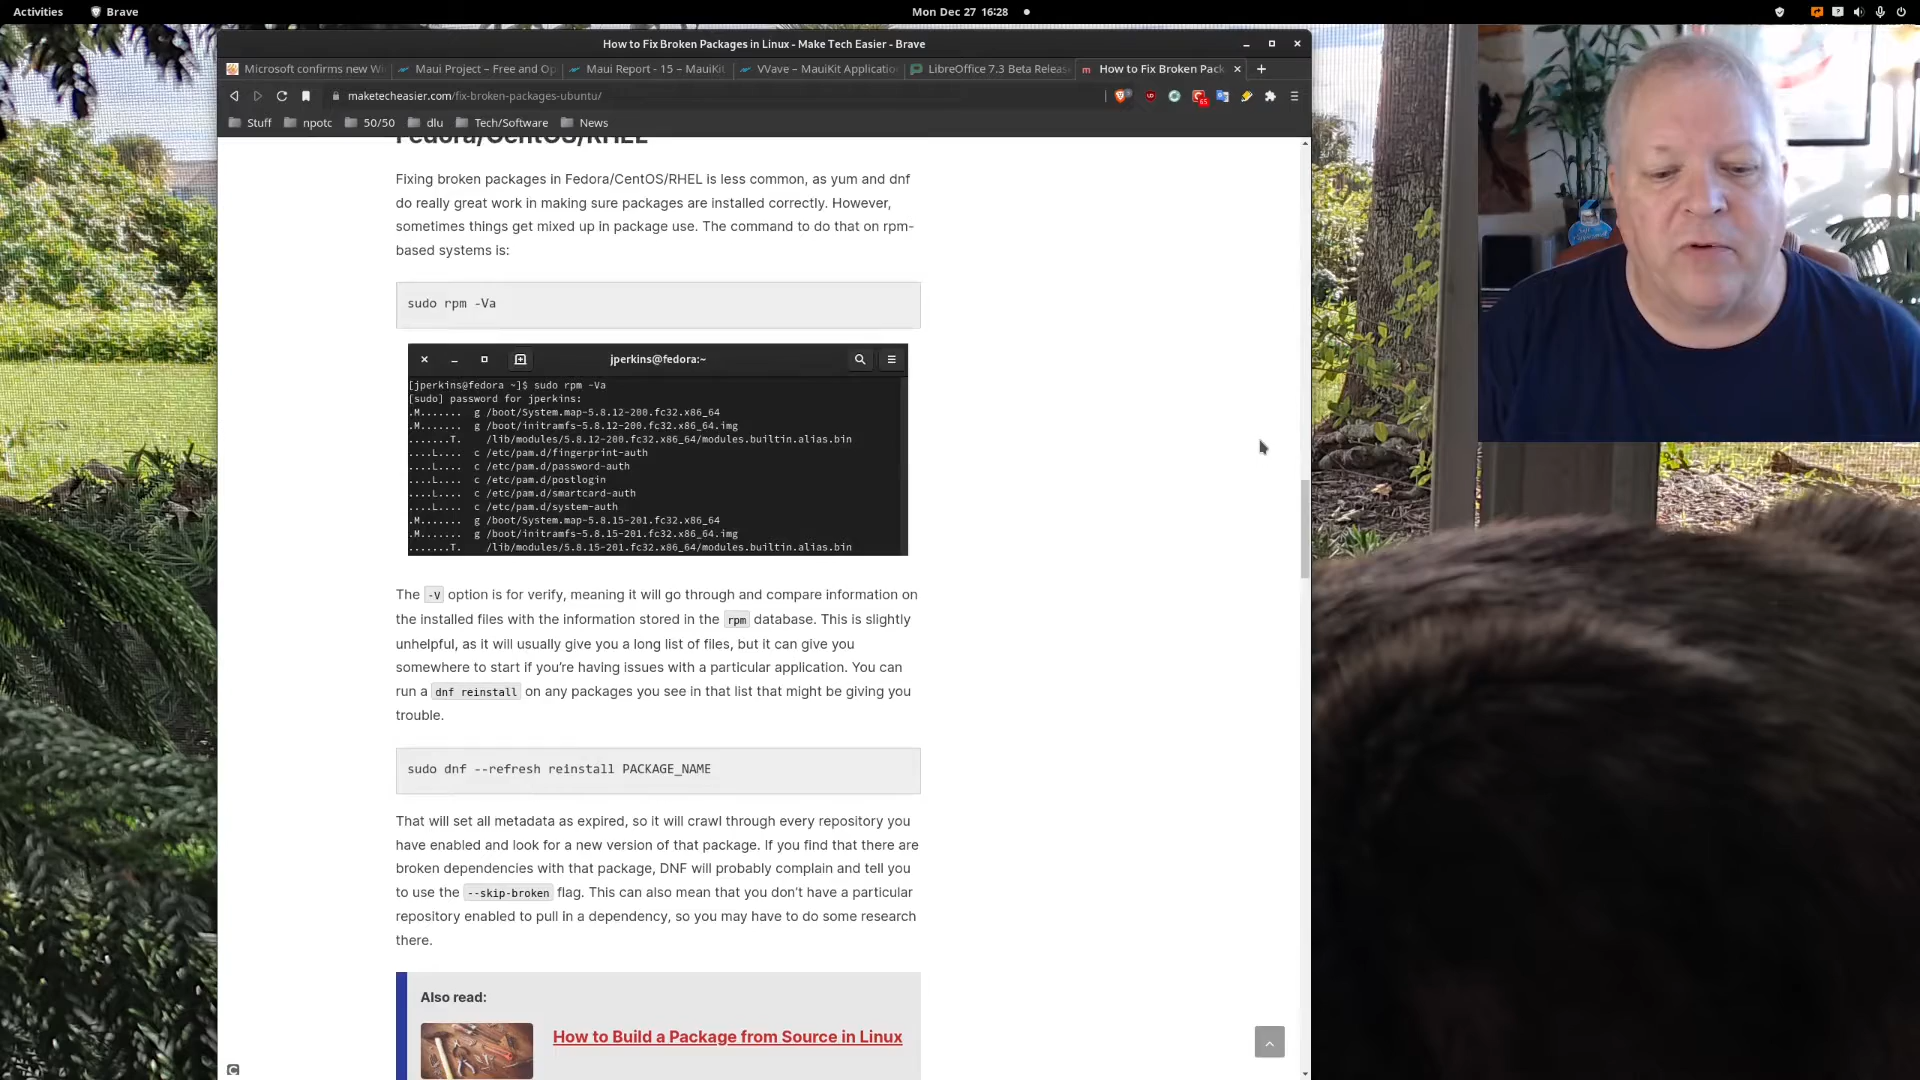 Activities
Brave
Mon Dec 27 16:28
How to Fix Broken Packages in Linux - Make Tech Easier - Brave
Microsoft confirms new Wi
Maui Project – Free and Op
Maui Report - 15 – MauiKit
VVave – MauiKit Applicatio
LibreOffice 7.3 Beta Releas
How to Fix Broken Pack
maketecheasier.com/fix-broken-packages-ubuntu/
Stuff
npotc
50/50
dlu
Tech/Software
News
Fedora/CentOS/RHEL
Fixing broken packages in Fedora/CentOS/RHEL is less common, as yum and dnf
do really great work in making sure packages are installed correctly. However,
sometimes things get mixed up in package use. The command to do that on rpm-
based systems is:
sudo rpm -Va
jperkins@fedora:~
[jperkins@fedora ~]$ sudo rpm -Va
[sudo] password for jperkins:
.M.......  g /boot/System.map-5.8.12-200.fc32.x86_64
.M.......  g /boot/initramfs-5.8.12-200.fc32.x86_64.img
.......T.    /lib/modules/5.8.12-200.fc32.x86_64/modules.builtin.alias.bin
....L....  c /etc/pam.d/fingerprint-auth
....L....  c /etc/pam.d/password-auth
....L....  c /etc/pam.d/postlogin
....L....  c /etc/pam.d/smartcard-auth
....L....  c /etc/pam.d/system-auth
.M.......  g /boot/System.map-5.8.15-201.fc32.x86_64
.M.......  g /boot/initramfs-5.8.15-201.fc32.x86_64.img
.......T.    /lib/modules/5.8.15-201.fc32.x86_64/modules.builtin.alias.bin
The -V option is for verify, meaning it will go through and compare information on
the installed files with the information stored in the rpm database. This is slightly
unhelpful, as it will usually give you a long list of files, but it can give you
somewhere to start if you’re having issues with a particular application. You can
run a dnf reinstall on any packages you see in that list that might be giving you
trouble.
sudo dnf --refresh reinstall PACKAGE_NAME
That will set all metadata as expired, so it will crawl through every repository you
have enabled and look for a new version of that package. If you find that there are
broken dependencies with that package, DNF will probably complain and tell you
to use the --skip-broken flag. This can also mean that you don’t have a particular
repository enabled to pull in a dependency, so you may have to do some research
there.
Also read:
How to Build a Package from Source in Linux